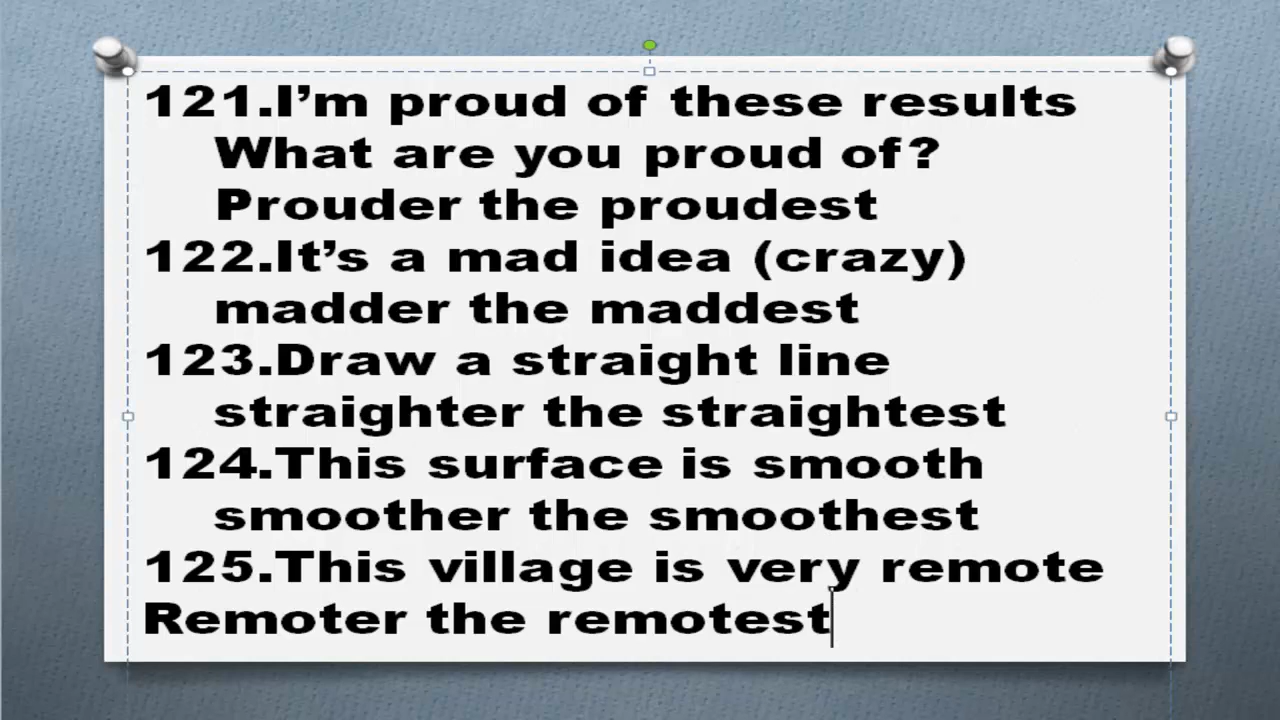 121.I'm proud of these results
What are you proud of?
Prouder the proudest
122.It's a mad idea (crazy)
madder the maddest
123.Draw a straight line
straighter the straightest
124.This surface is smooth
smoother the smoothest
125.This village is very remote
Remoter the remotest